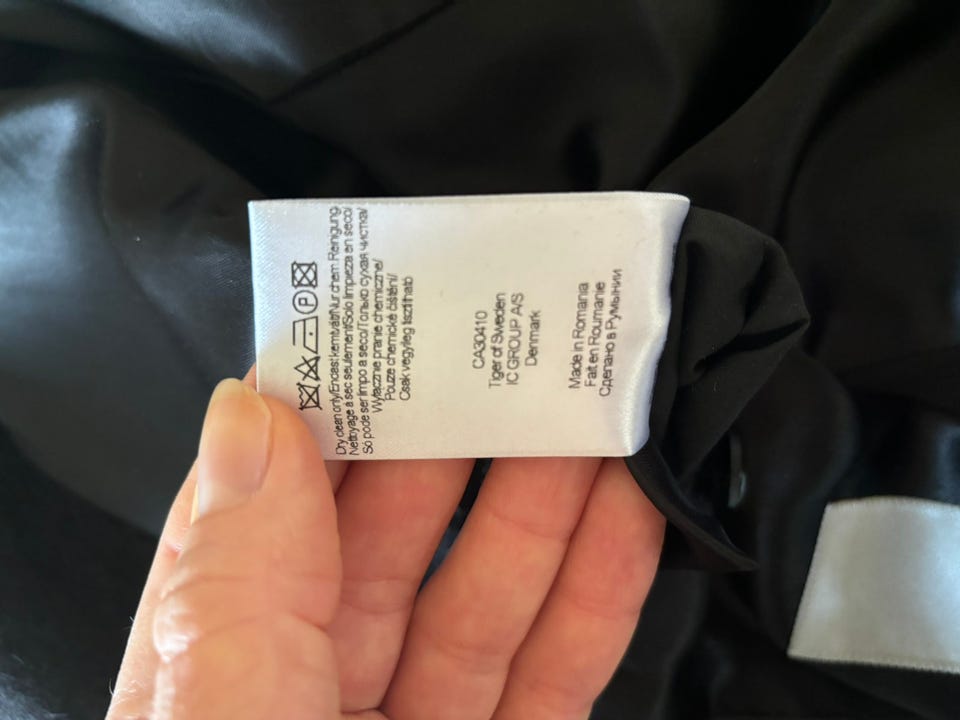 P
Dry clean only/Endast kemtvätt/Nur chem. Reinigung/
Nettoyage à sec seulement/Solo limpieza en seco/
Só pode ser limpo a seco/Только сухая чистка/
Wyłącznie pranie chemiczne/
Pouze chemické čištění/
Csak vegyileg tisztítható
CA30410
Tiger of Sweden
IC GROUP A/S
Denmark
Made in Romania
Fait en Roumanie
Сделано в Румынии